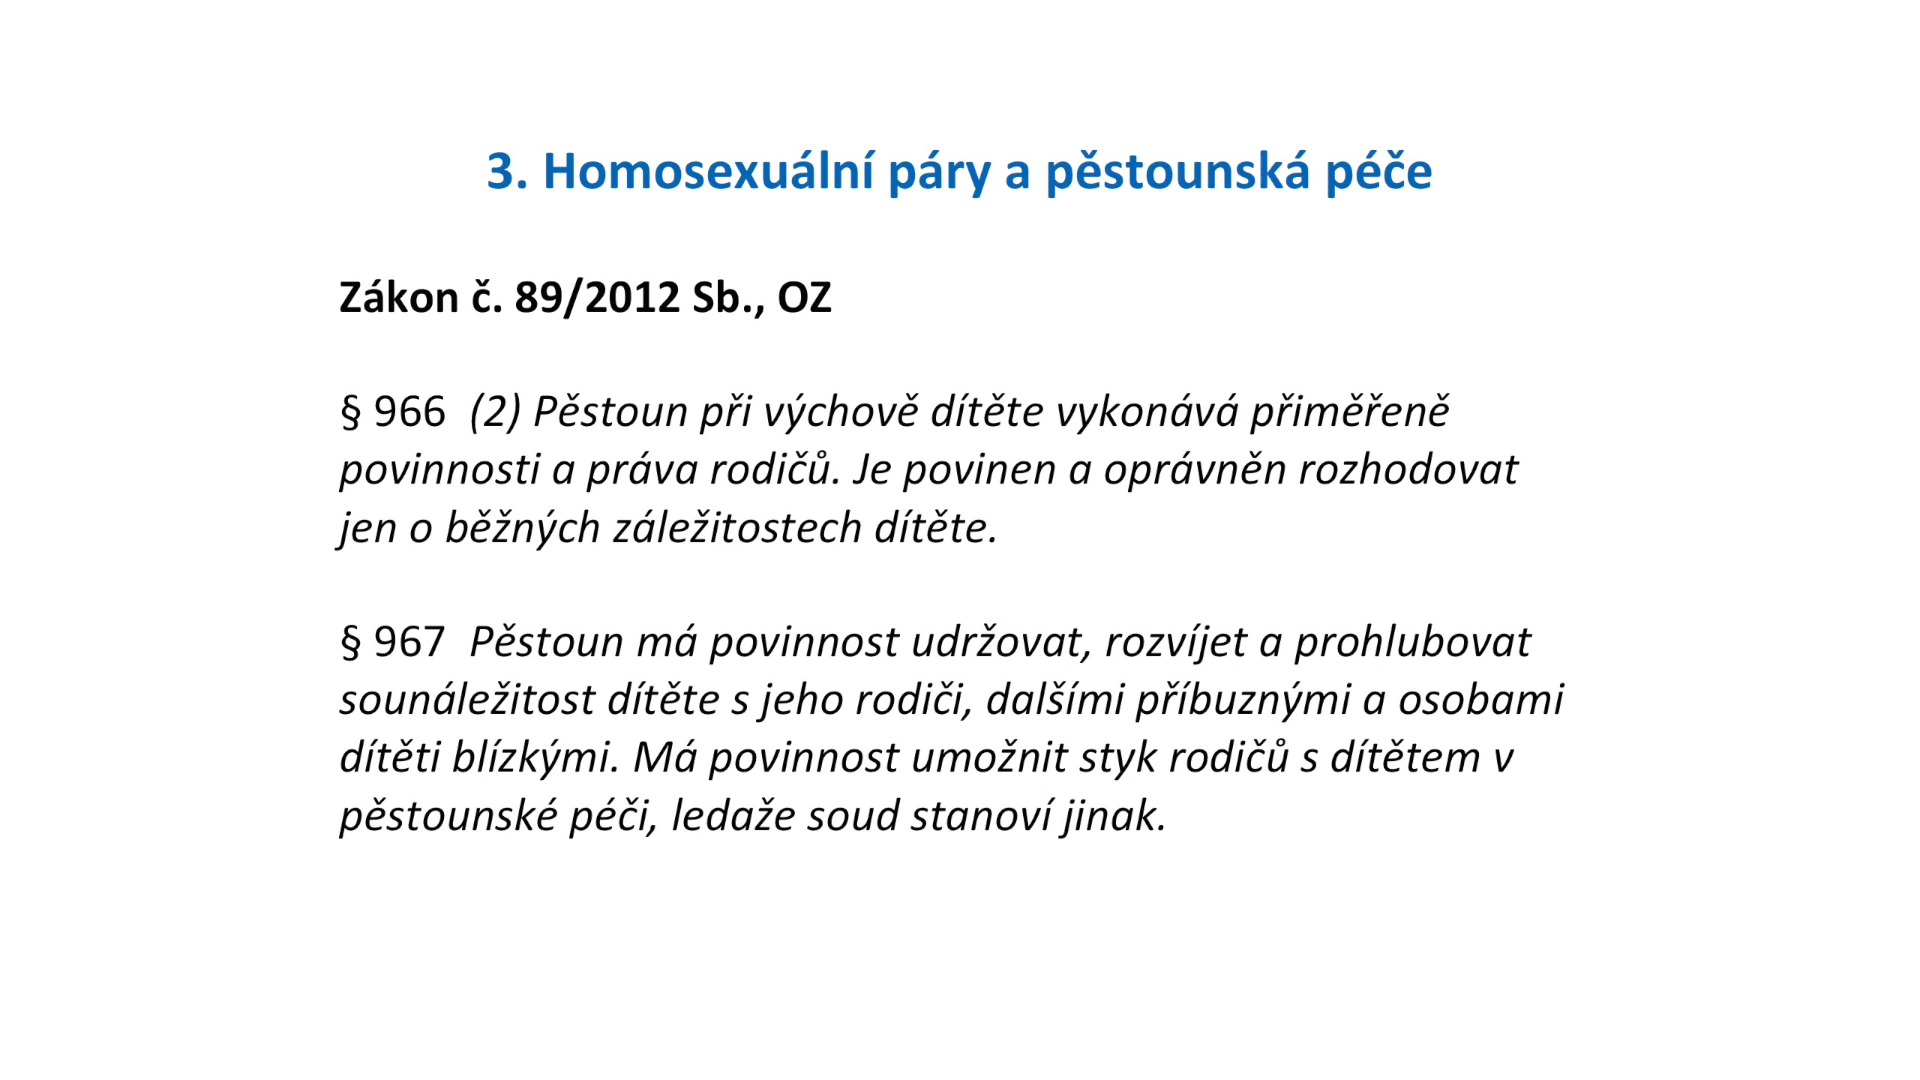 3. Homosexuální páry a pěstounská péče
Zákon č. 89/2012 Sb., OZ
§ 966  (2) Pěstoun při výchově dítěte vykonává přiměřeně
povinnosti a práva rodičů. Je povinen a oprávněn rozhodovat
jen o běžných záležitostech dítěte.
§ 967  Pěstoun má povinnost udržovat, rozvíjet a prohlubovat
sounáležitost dítěte s jeho rodiči, dalšími příbuznými a osobami
dítěti blízkými. Má povinnost umožnit styk rodičů s dítětem v
pěstounské péči, ledaže soud stanoví jinak.